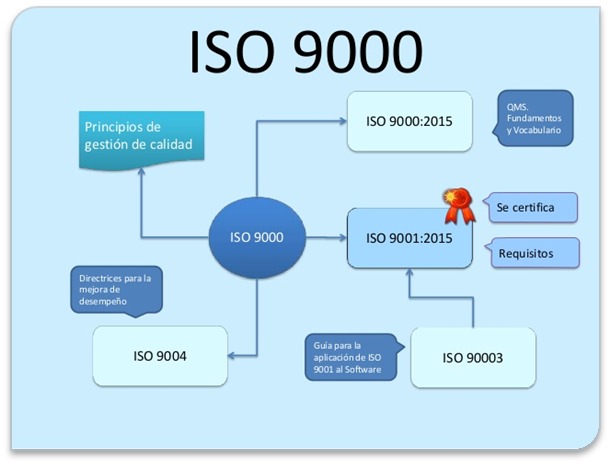 ISO 9000
Principios de
gestión de calidad
ISO 9000:2015
QMS.
Fundamentos
y Vocabulario
ISO 9000
ISO 9001:2015
Se certifica
Requisitos
Directrices para la
mejora de
desempeño
ISO 9004
Guía para la
aplicación de ISO
9001 al Software
ISO 90003